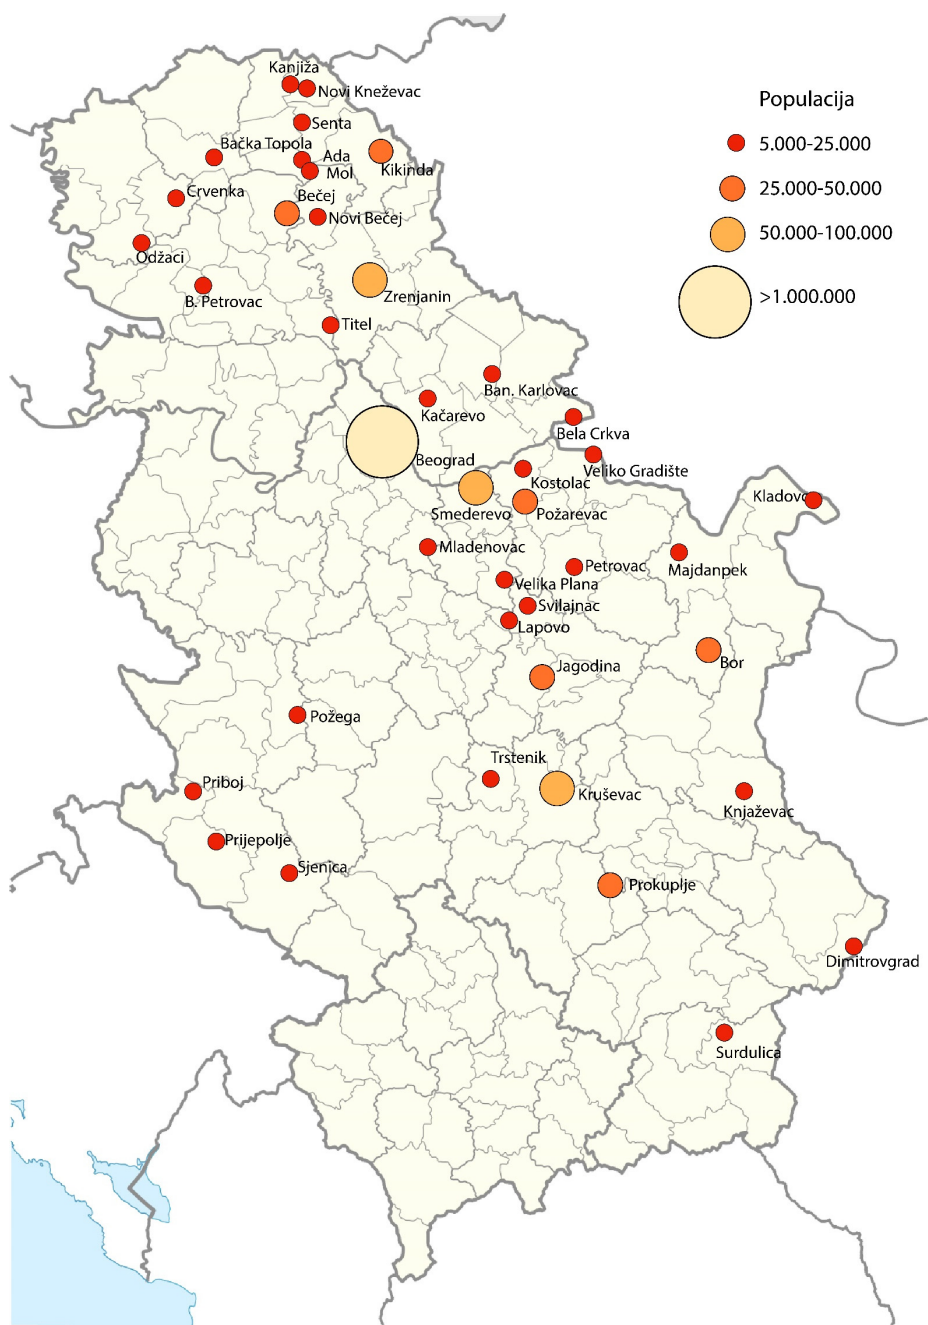 Kanjiža
Novi Kneževac
Populacija
Senta
5.000-25.000
Bačka Topola
Ada
Mol
Kikinda
25.000-50.000
Crvenka
Bečej
Novi Bečej
50.000-100.000
Odžaci
B. Petrovac
Zrenjanin
>1.000.000
Titel
Ban. Karlovac
Kačarevo
Bela Crkva
Beograd
Veliko Gradište
Kostolac
Kladovo
Smederevo
Požarevac
Mladenovac
Petrovac
Majdanpek
Velika Plana
Svilajnac
Lapovo
Jagodina
Bor
Požega
Trstenik
Priboj
Kruševac
Knjaževac
Prijepolje
Sjenica
Prokuplje
Dimitrovgrad
Surdulica